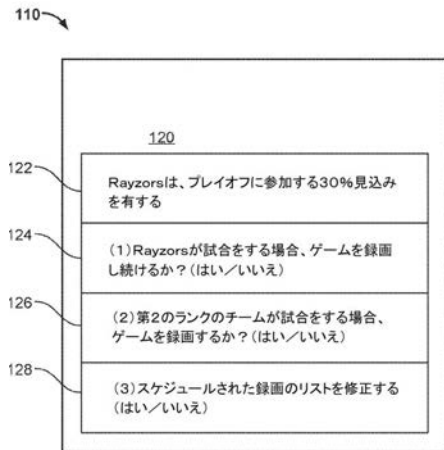 110
120
122
Rayzorsは、プレイオフに参加する30%見込み
を有する
124
(1)Rayzorsが試合をする場合、ゲームを録画
し続けるか?(はい/いいえ)
126
(2)第2のランクのチームが試合をする場合、
ゲームを録画するか?(はい/いいえ)
128
(3)スケジュールされた録画のリストを修正する
(はい/いいえ)